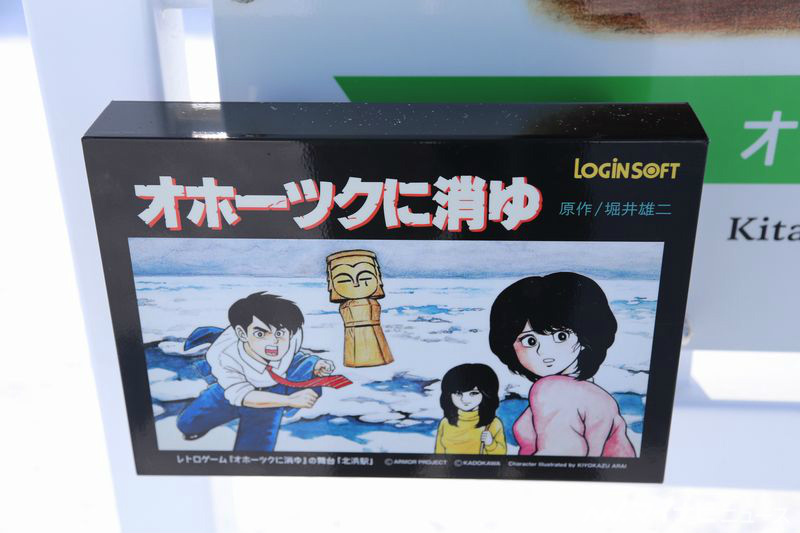 オ
Kita
LOGiNSOFT
オホーツクに消ゆ
原作/堀井雄二
レトロゲーム『オホーツクに消ゆ』の舞台「北浜駅」 ©ARMOR PROJECT ©KADOKAWA Character Illustrated by KIYOKAZU ARAI